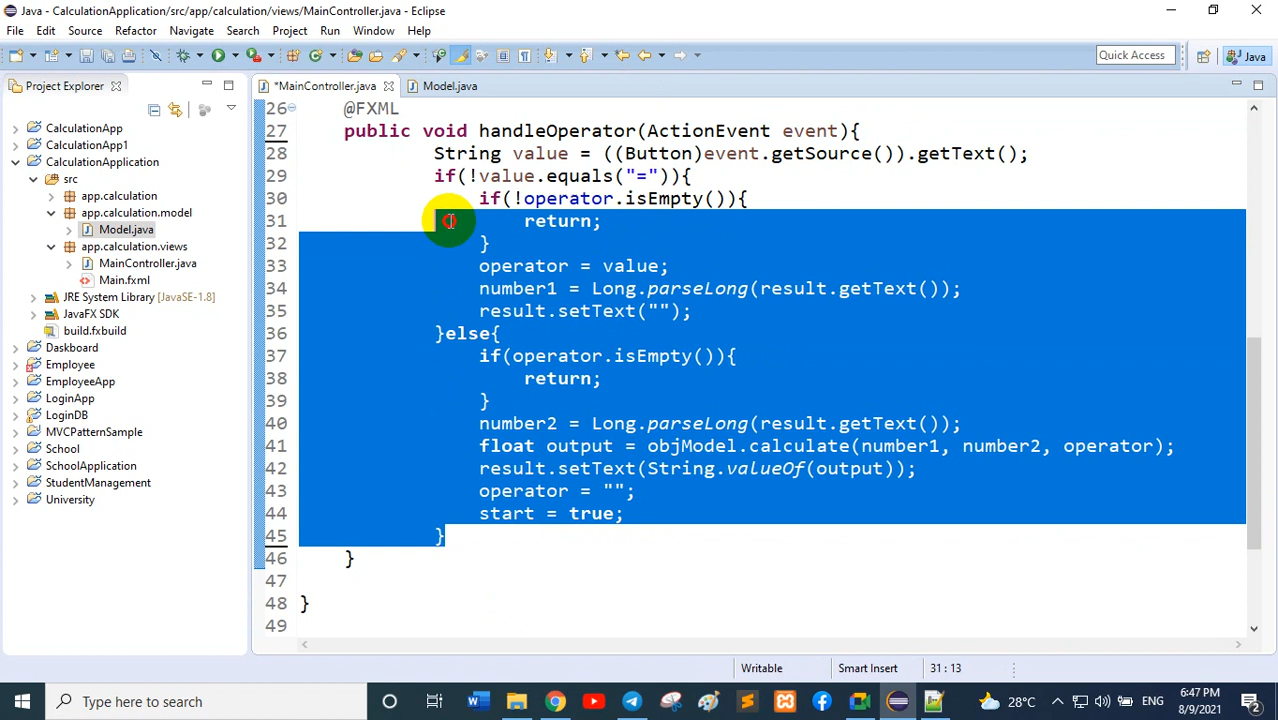 Java - CalculationApplication/src/app/calculation/views/MainController.java - Eclipse
File Edit Source Refactor Navigate Search Project Run Window Help
Quick Access
Java
Project Explorer
*MainController.java
Model.java
CalculationApp
CalculationApp1
CalculationApplication
src
app.calculation
app.calculation.model
Model.java
app.calculation.views
MainController.java
Main.fxml
JRE System Library [JavaSE-1.8]
JavaFX SDK
build.fxbuild
Daskboard
Employee
EmployeeApp
LoginApp
LoginDB
MVCPatternSample
School
SchoolApplication
StudentManagement
University
26 @FXML
27 public void handleOperator(ActionEvent event){
28 String value = ((Button)event.getSource()).getText();
29 if(!value.equals("=")){
30 if(!operator.isEmpty()){
31 return;
32 }
33 operator = value;
34 number1 = Long.parseLong(result.getText());
35 result.setText("");
36 }else{
37 if(operator.isEmpty()){
38 return;
39 }
40 number2 = Long.parseLong(result.getText());
41 float output = objModel.calculate(number1, number2, operator);
42 result.setText(String.valueOf(output));
43 operator = "";
44 start = true;
45 }
46 }
47
48 }
49
Writable
Smart Insert
31 : 13
Type here to search
28°C
ENG
6:47 PM
8/9/2021
2